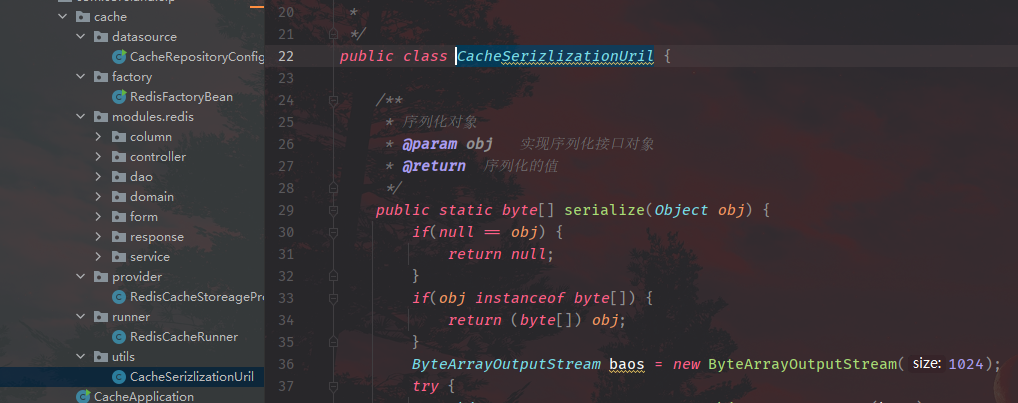 cache
datasource
CacheRepositoryConfig
factory
RedisFactoryBean
modules.redis
column
controller
dao
domain
form
response
service
provider
RedisCacheStoreagePr
runner
RedisCacheRunner
utils
CacheSerizlizationUril
CacheApplication
20 *
21 */
22 public class CacheSerizlizationUril {
23
24 /**
25 * 序列化对象
26 * @param obj 实现序列化接口对象
27 * @return 序列化的值
28 */
29 public static byte[] serialize(Object obj) {
30 if(null == obj) {
31 return null;
32 }
33 if(obj instanceof byte[]) {
34 return (byte[]) obj;
35 }
36 ByteArrayOutputStream baos = new ByteArrayOutputStream( size: 1024);
37 try {